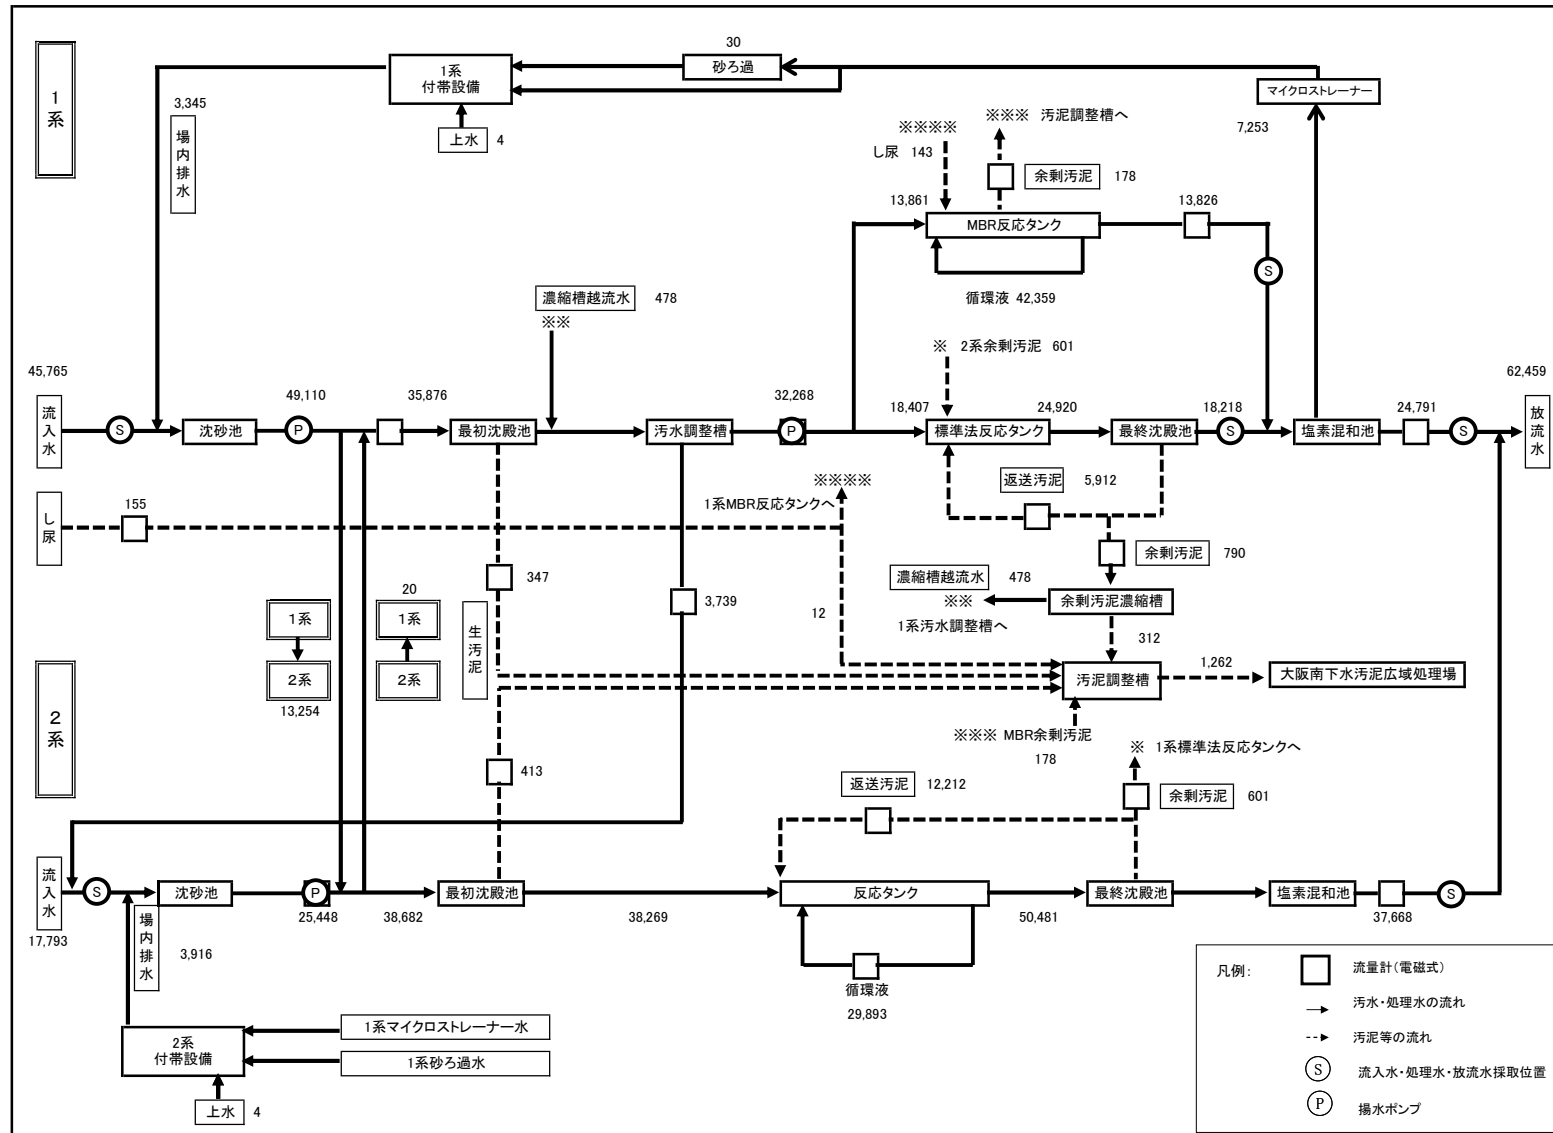 1系
30
砂ろ過
1系
付帯設備
マイクロストレーナー
3,345
場内排水
上水 4
7,253
※※※※
し尿 143
※※※ 汚泥調整槽へ
余剰汚泥 178
13,861
MBR反応タンク
13,826
S
循環液 42,359
濃縮槽越流水 478
※※
※ 2系余剰汚泥 601
45,765
流入水
S
沈砂池
49,110
P
35,876
最初沈殿池
汚水調整槽
32,268
P
18,407
標準法反応タンク
24,920
最終沈殿池
18,218
S
塩素混和池
24,791
S
62,459
放流水
し尿
155
※※※※
1系MBR反応タンクへ
返送汚泥 5,912
余剰汚泥 790
濃縮槽越流水 478
※※
1系汚水調整槽へ
余剰汚泥濃縮槽
347
3,739
12
312
1系
2系
13,254
20
1系
2系
生汚泥
汚泥調整槽
1,262
大阪南下水汚泥広域処理場
※※※ MBR余剰汚泥
178
2系
413
※ 1系標準法反応タンクへ
返送汚泥 12,212
余剰汚泥 601
流入水
17,793
S
沈砂池
P
25,448
38,682
最初沈殿池
38,269
反応タンク
50,481
最終沈殿池
塩素混和池
37,668
S
場内排水
3,916
循環液
29,893
2系
付帯設備
1系マイクロストレーナー水
1系砂ろ過水
上水 4
凡例:
流量計(電磁式)
汚水・処理水の流れ
汚泥等の流れ
S 流入水・処理水・放流水採取位置
P 揚水ポンプ